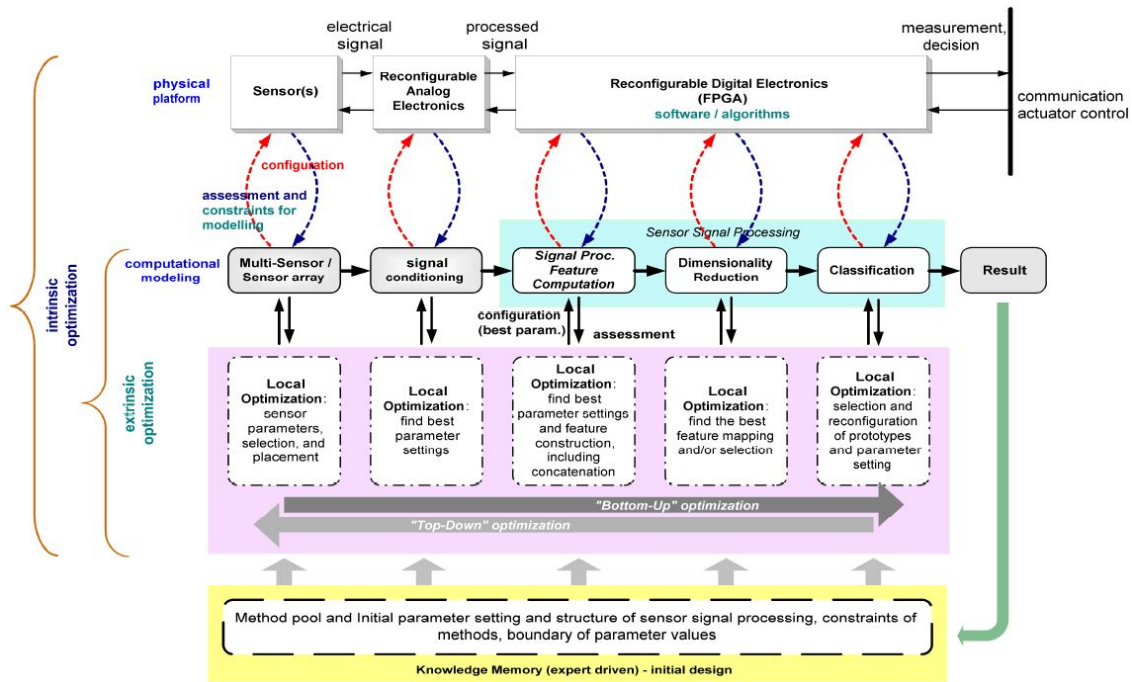 electrical
signal
processed
signal
measurement,
decision
physical
platform
Sensor(s)
Reconfigurable
Analog
Electronics
Reconfigurable Digital Electronics
(FPGA)
software / algorithms
communication
actuator control
configuration
assessment and
constraints for
modelling
Sensor Signal Processing
computational
modeling
Multi-Sensor /
Sensor array
signal
conditioning
Signal Proc.
Feature
Computation
Dimensionality
Reduction
Classification
Result
configuration
(best param.)
assessment
intrinsic
optimization
extrinsic
optimization
Local
Optimization:
sensor
parameters,
selection, and
placement
Local
Optimization:
find best
parameter
settings
Local
Optimization:
find best
parameter settings
and feature
construction,
including
concatenation
Local
Optimization:
find the best
feature mapping
and/or selection
Local
Optimization:
selection and
reconfiguration
of prototypes
and parameter
setting
"Bottom-Up" optimization
"Top-Down" optimization
Method pool and Initial parameter setting and structure of sensor signal processing, constraints of
methods, boundary of parameter values
Knowledge Memory (expert driven) - initial design